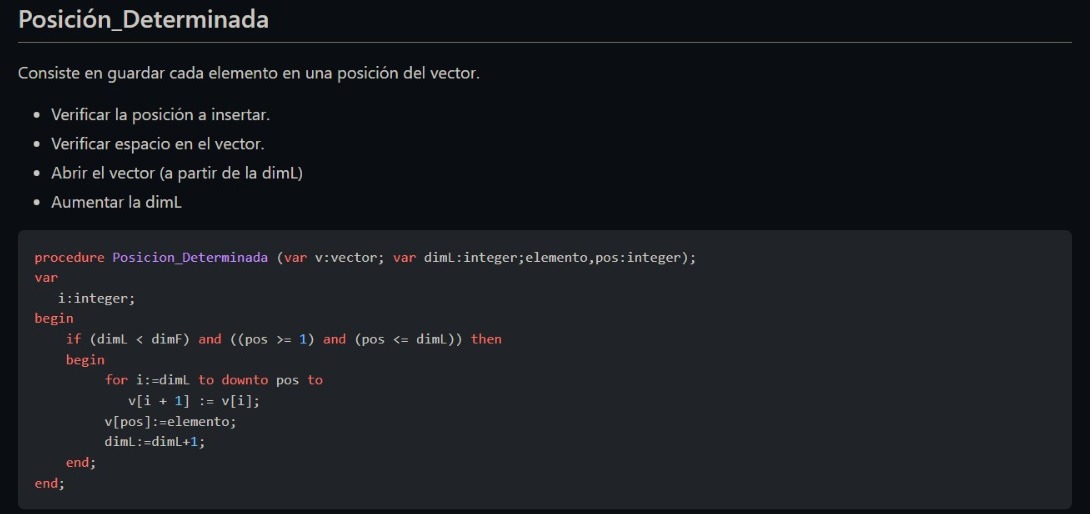 Posición_Determinada
Consiste en guardar cada elemento en una posición del vector.
• Verificar la posición a insertar.
• Verificar espacio en el vector.
• Abrir el vector (a partir de la dimL)
• Aumentar la dimL
procedure Posicion_Determinada (var v:vector; var dimL:integer;elemento,pos:integer);
var
   i:integer;
begin
    if (dimL < dimF) and ((pos >= 1) and (pos <= dimL)) then
    begin
         for i:=dimL to downto pos to
            v[i + 1] := v[i];
         v[pos]:=elemento;
         dimL:=dimL+1;
    end;
end;